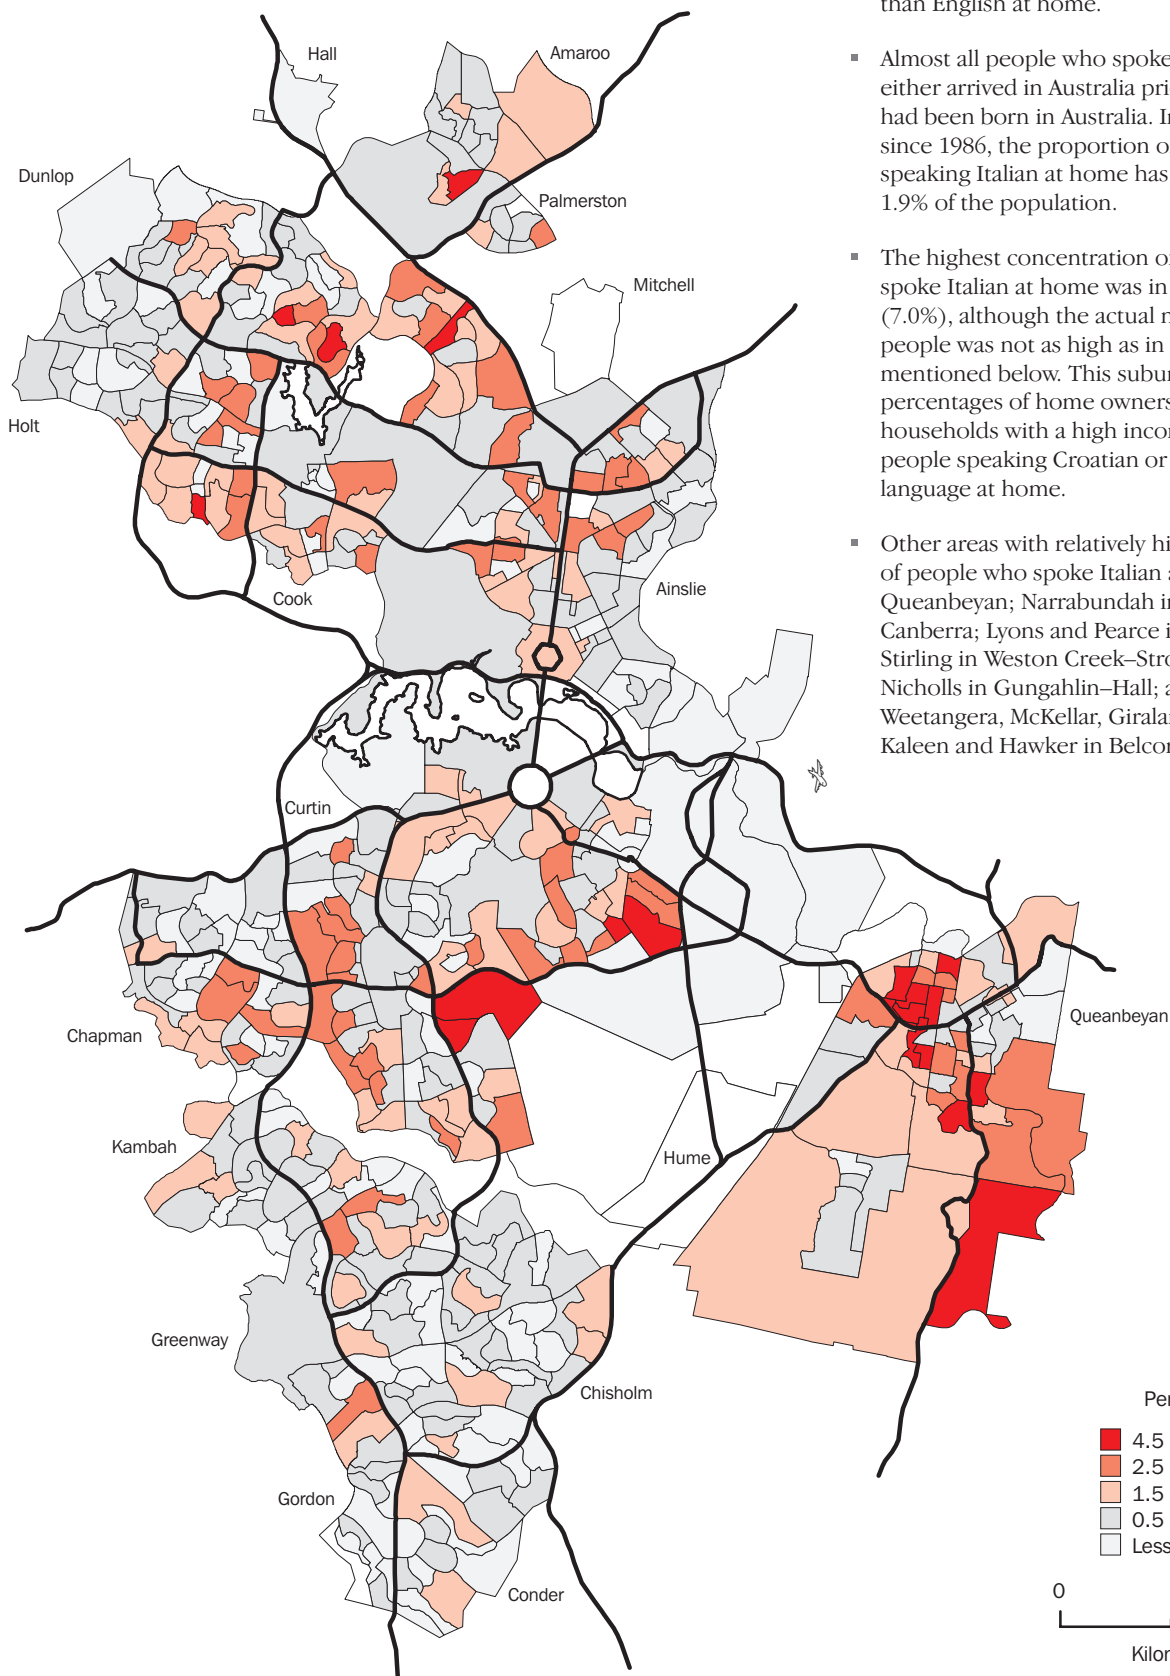 than English at home.
Almost all people who spoke
either arrived in Australia pri
had been born in Australia. In
since 1986, the proportion o
speaking Italian at home has
1.9% of the population.
The highest concentration o
spoke Italian at home was in
(7.0%), although the actual n
people was not as high as in
mentioned below. This subu
percentages of home owners
households with a high incom
people speaking Croatian or
language at home.
Other areas with relatively hi
of people who spoke Italian a
Queanbeyan; Narrabundah in
Canberra; Lyons and Pearce i
Stirling in Weston Creek–Stro
Nicholls in Gungahlin–Hall; a
Weetangera, McKellar, Giralan
Kaleen and Hawker in Belcon
Hall
Amaroo
Dunlop
Palmerston
Mitchell
Holt
Cook
Ainslie
Curtin
Chapman
Queanbeyan
Kambah
Hume
Greenway
Chisholm
Gordon
Conder
Per
4.5
2.5
1.5
0.5
Less
0
Kilon